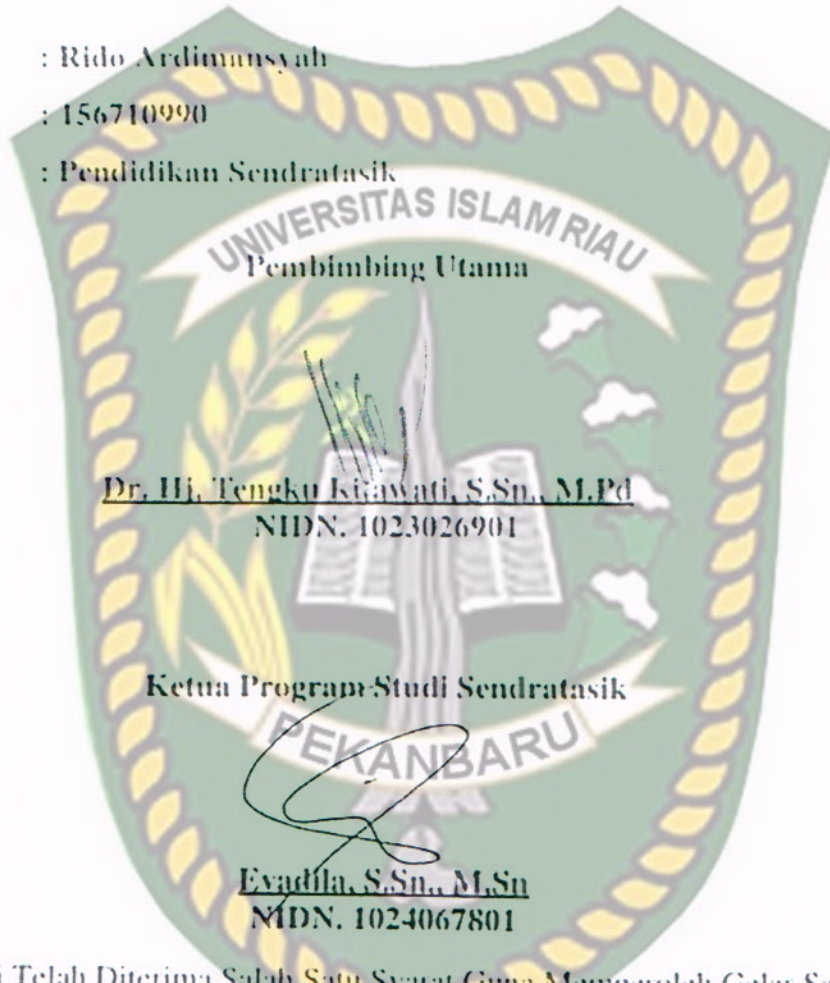 : Rido Ardimansyah
: 156710990
: Pendidikan Sendratasik
UNIVERSITAS ISLAM RIAU
Pembimbing Utama
Dr. Hj. Tengku Ritawati, S.Sn., M.Pd
NIDN. 1023026901
Ketua Program Studi Sendratasik
PEKANBARU
Evadila, S.Sn., M.Sn
NIDN. 1024067801
Telah Diterima Salah Satu Syarat Guna Memperoleh Gelar